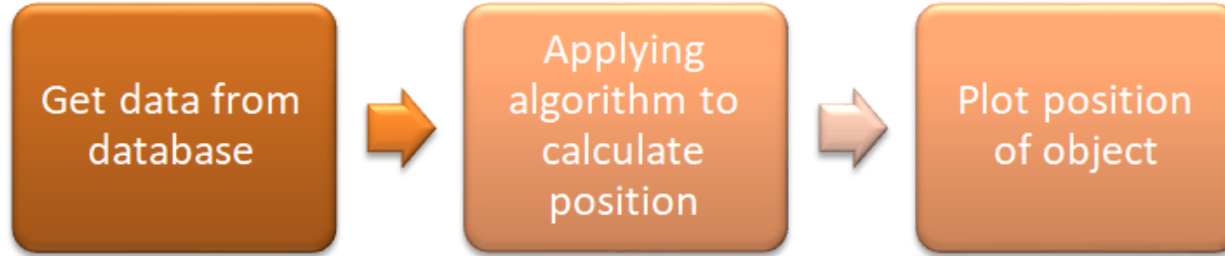 Get data from
database
Applying
algorithm to
calculate
position
Plot position
of object